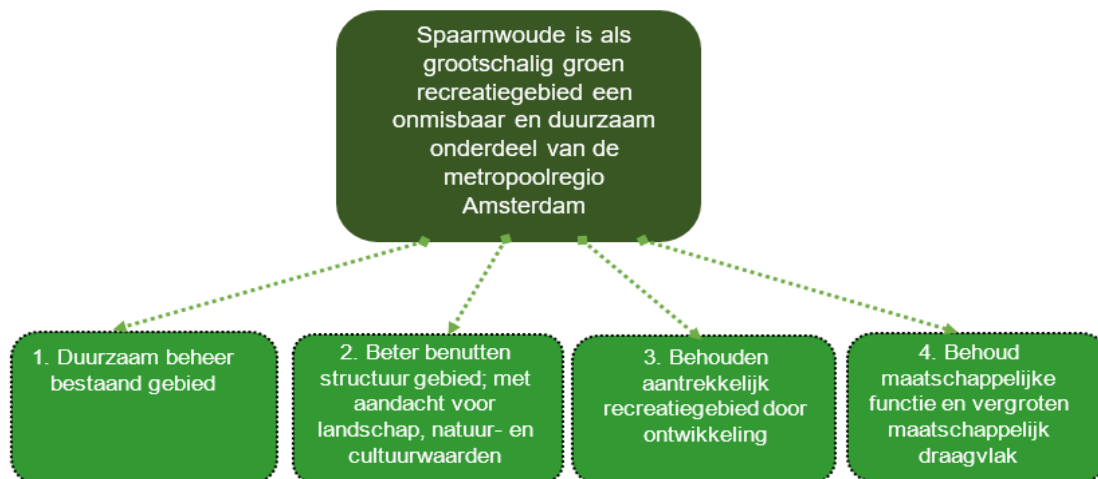 Spaarnwoude is als
grootschalig groen
recreatiegebied een
onmisbaar en duurzaam
onderdeel van de
metropoolregio
Amsterdam
1. Duurzaam beheer
bestaand gebied
2. Beter benutten
structuur gebied; met
aandacht voor
landschap, natuur- en
cultuurwaarden
3. Behouden
aantrekkelijk
recreatiegebied door
ontwikkeling
4. Behoud
maatschappelijke
functie en vergroten
maatschappelijk
draagvlak